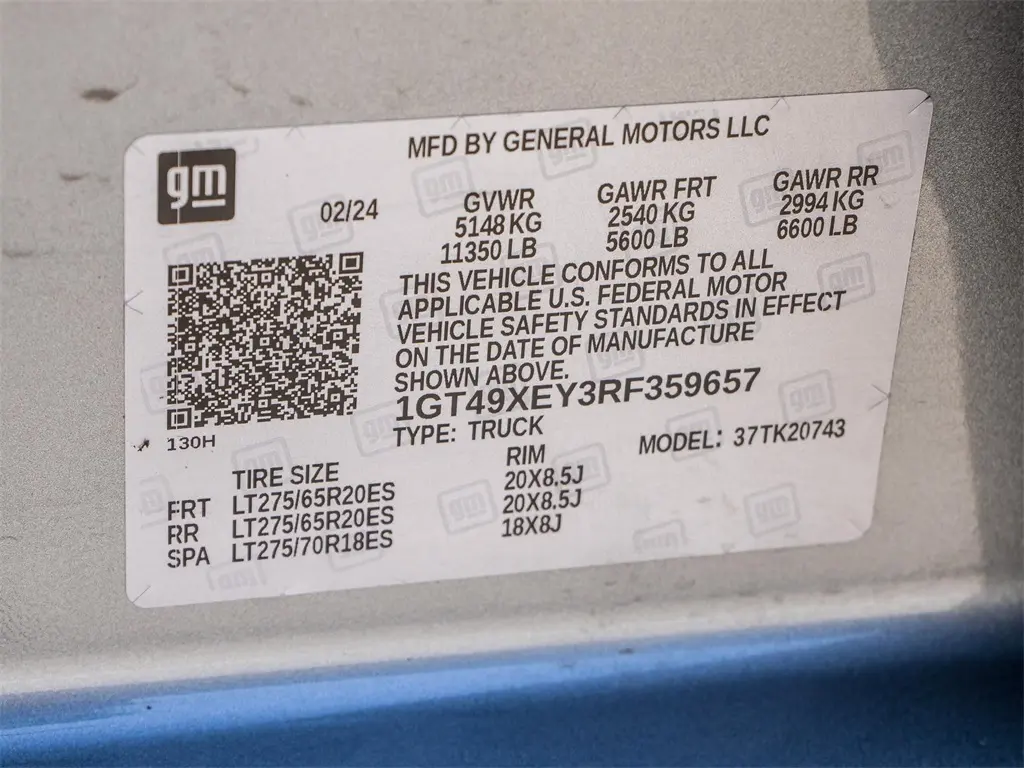 MFD BY GENERAL MOTORS LLC
gm
02/24
GVWR GAWR FRT GAWR RR
5148 KG 2540 KG 2994 KG
11350 LB 5600 LB 6600 LB
THIS VEHICLE CONFORMS TO ALL
APPLICABLE U.S. FEDERAL MOTOR
VEHICLE SAFETY STANDARDS IN EFFECT
ON THE DATE OF MANUFACTURE
SHOWN ABOVE.
1GT49XEY3RF359657
130H
TYPE: TRUCK MODEL: 37TK20743
TIRE SIZE RIM
FRT LT275/65R20ES 20X8.5J
RR LT275/65R20ES 20X8.5J
SPA LT275/70R18ES 18X8J